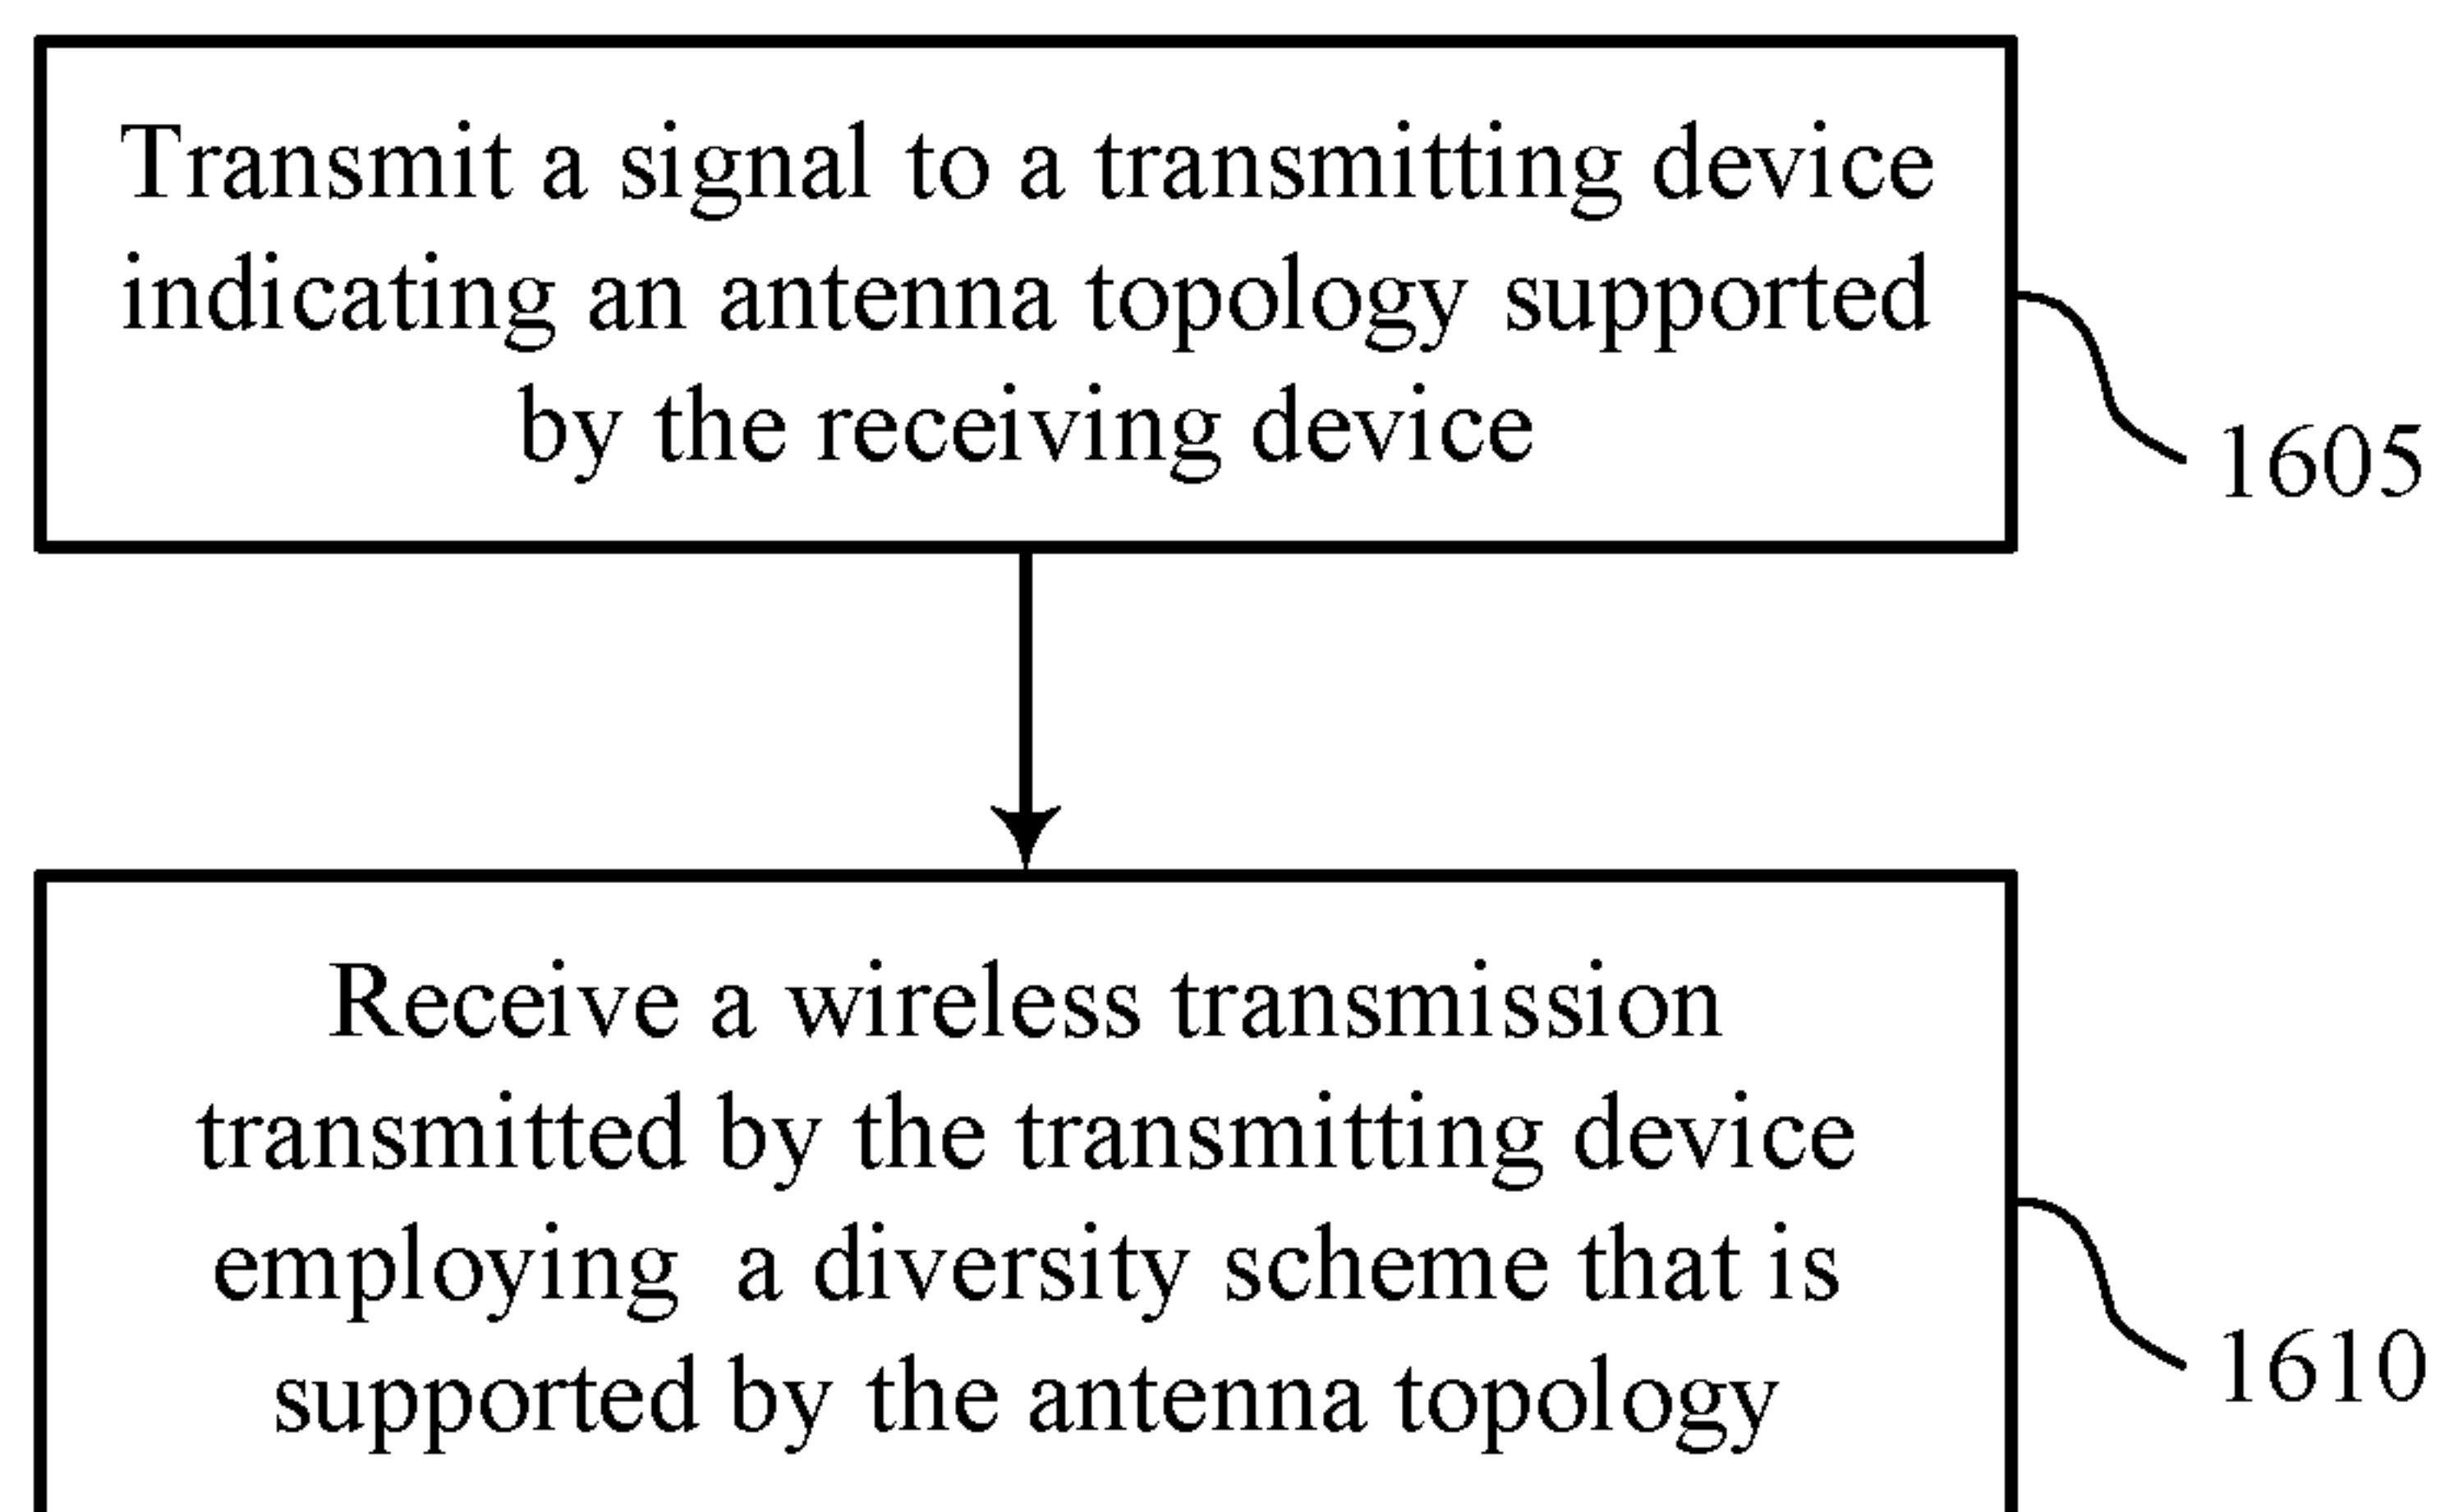 Transmit a signal to a transmitting device
indicating an antenna topology supported
by the receiving device
1605
Receive a wireless transmission
transmitted by the transmitting device
employing a diversity scheme that is
supported by the antenna topology
1610